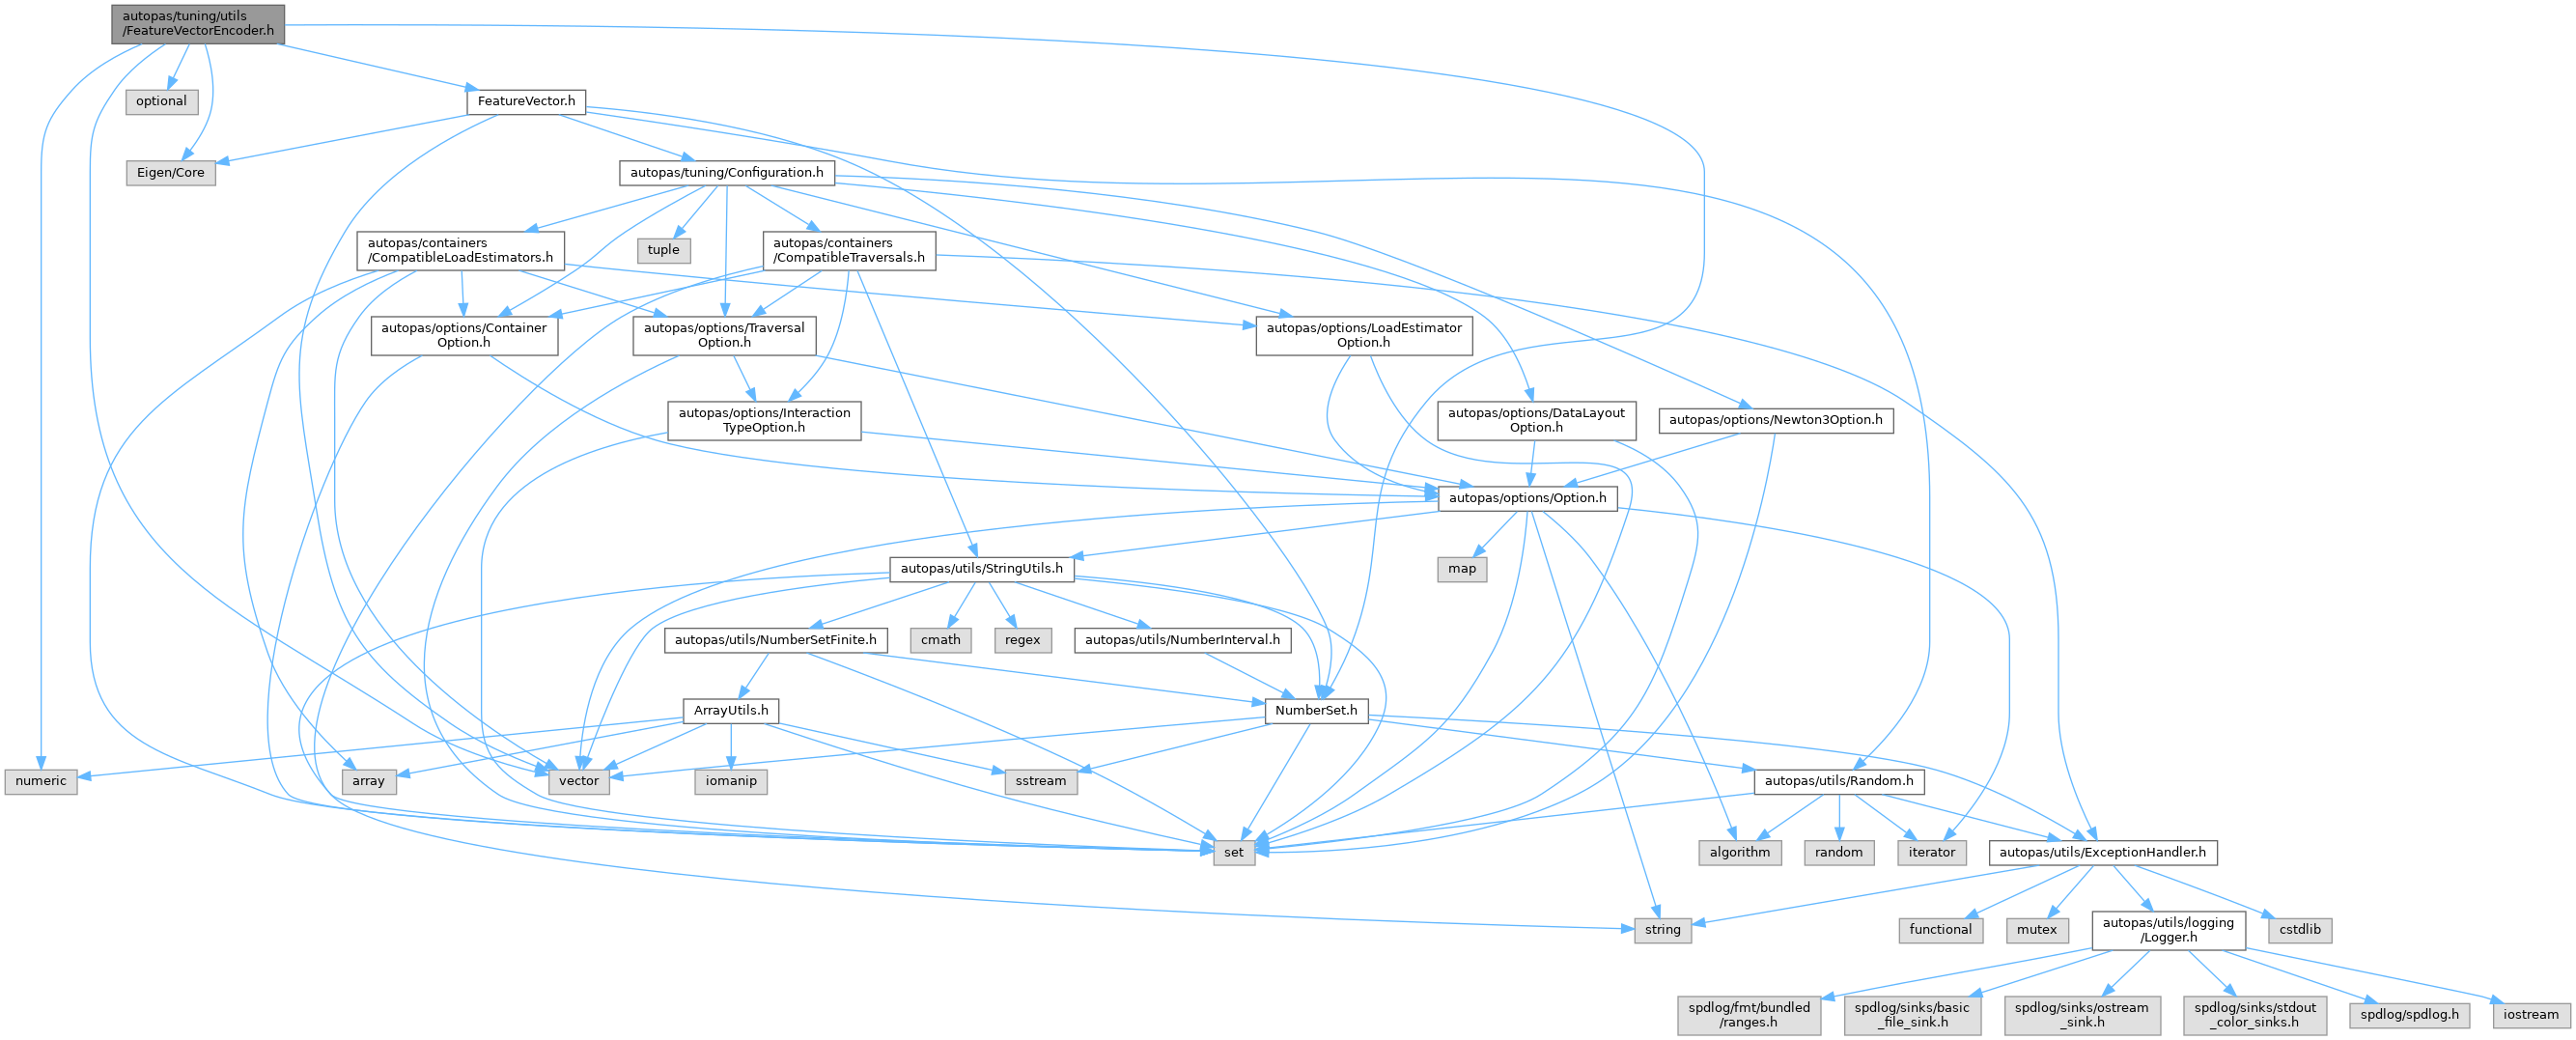 autopas/tuning/utils
/FeatureVectorEncoder.h
optional
FeatureVector.h
Eigen/Core
autopas/tuning/Configuration.h
autopas/containers
/CompatibleLoadEstimators.h
tuple
autopas/containers
/CompatibleTraversals.h
autopas/options/Container
Option.h
autopas/options/Traversal
Option.h
autopas/options/LoadEstimator
Option.h
autopas/options/Interaction
TypeOption.h
autopas/options/DataLayout
Option.h
autopas/options/Newton3Option.h
autopas/options/Option.h
autopas/utils/StringUtils.h
map
autopas/utils/NumberSetFinite.h
cmath
regex
autopas/utils/NumberInterval.h
ArrayUtils.h
NumberSet.h
numeric
array
vector
iomanip
sstream
autopas/utils/Random.h
set
algorithm
random
iterator
autopas/utils/ExceptionHandler.h
string
functional
mutex
autopas/utils/logging
/Logger.h
cstdlib
spdlog/fmt/bundled
/ranges.h
spdlog/sinks/basic
_file_sink.h
spdlog/sinks/ostream
_sink.h
spdlog/sinks/stdout
_color_sinks.h
spdlog/spdlog.h
iostream